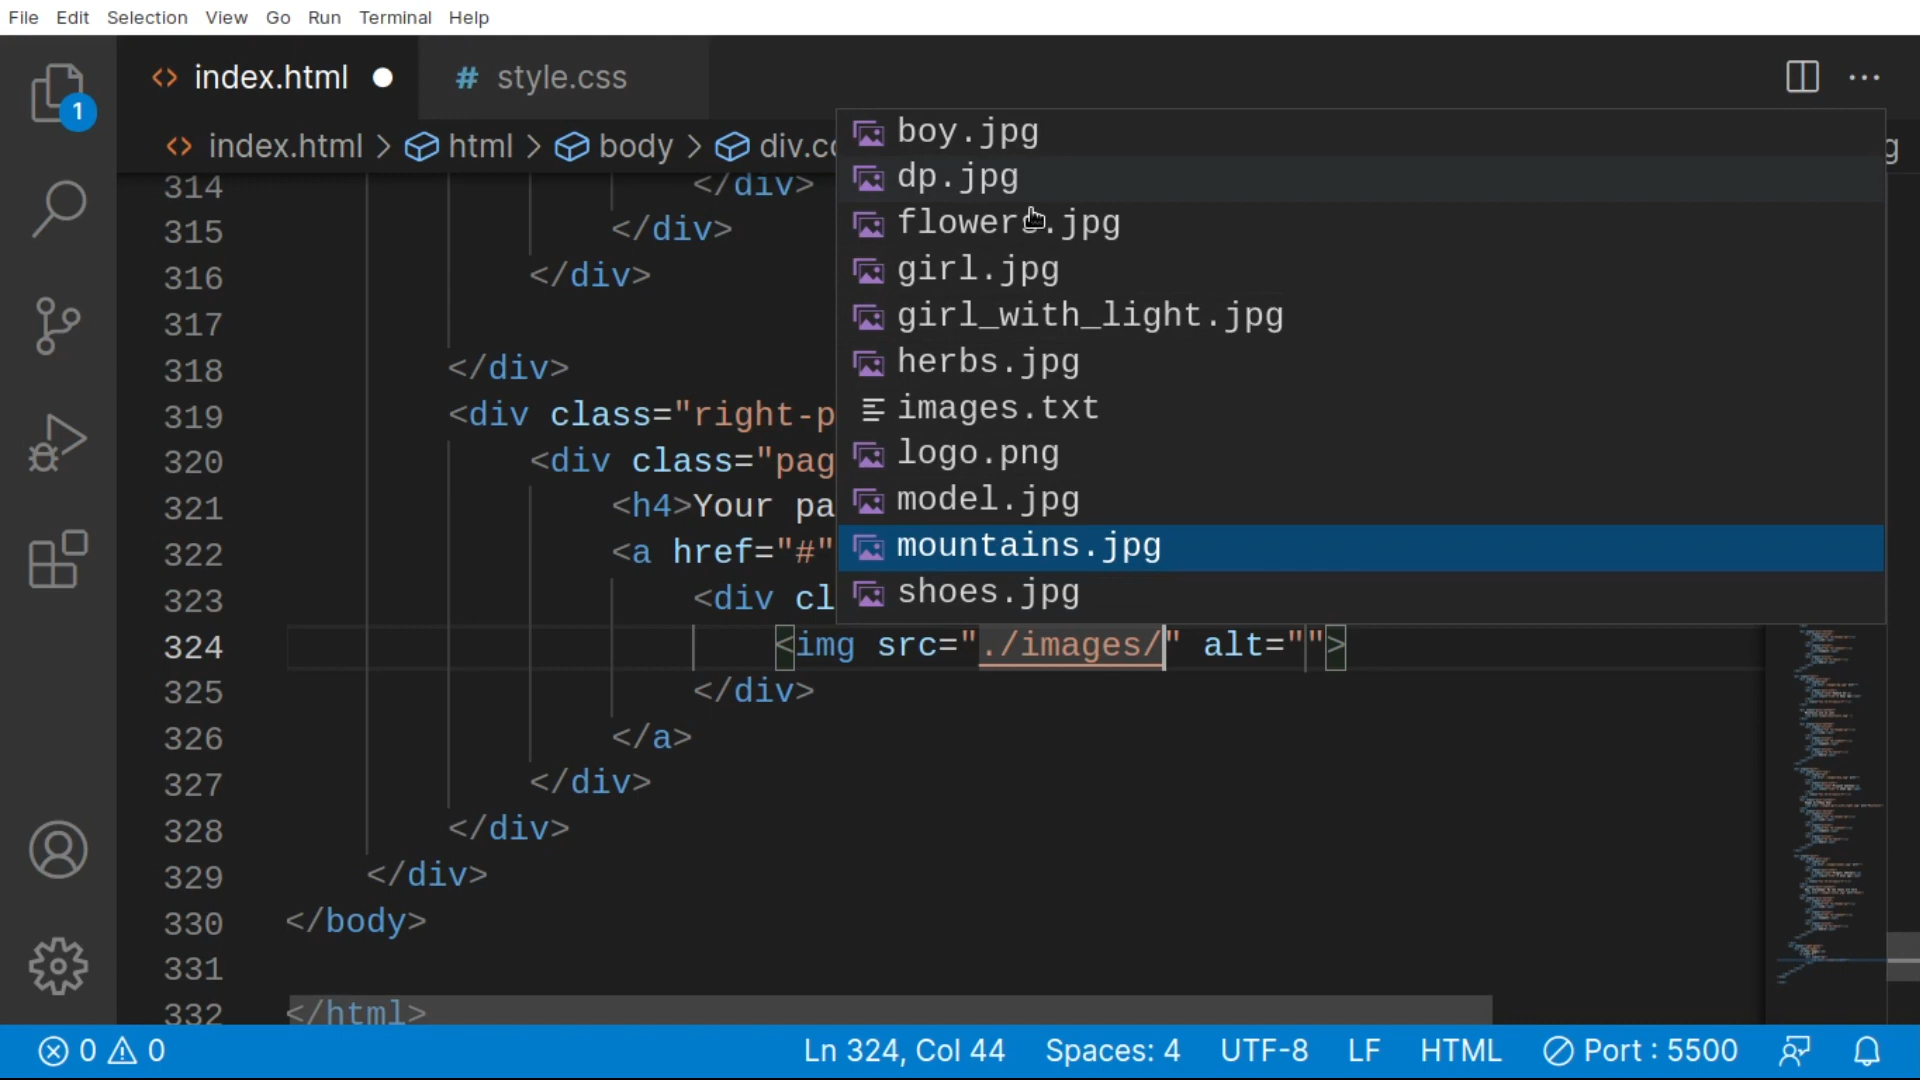 File Edit Selection View Go Run Terminal Help
index.html
# style.css
1
index.html > html > body > div.co
g
boy.jpg
dp.jpg
flowers.jpg
girl.jpg
girl_with_light.jpg
herbs.jpg
images.txt
logo.png
model.jpg
mountains.jpg
shoes.jpg
314 </div>
315 </div>
316 </div>
317
318 </div>
319 <div class="right-p
320 <div class="pag
321 <h4>Your pa
322 <a href="#"
323 <div cl
324 <img src="./images/" alt="">
325 </div>
326 </a>
327 </div>
328 </div>
329 </div>
330 </body>
331
332 </html>
0 0 Ln 324, Col 44 Spaces: 4 UTF-8 LF HTML Port : 5500